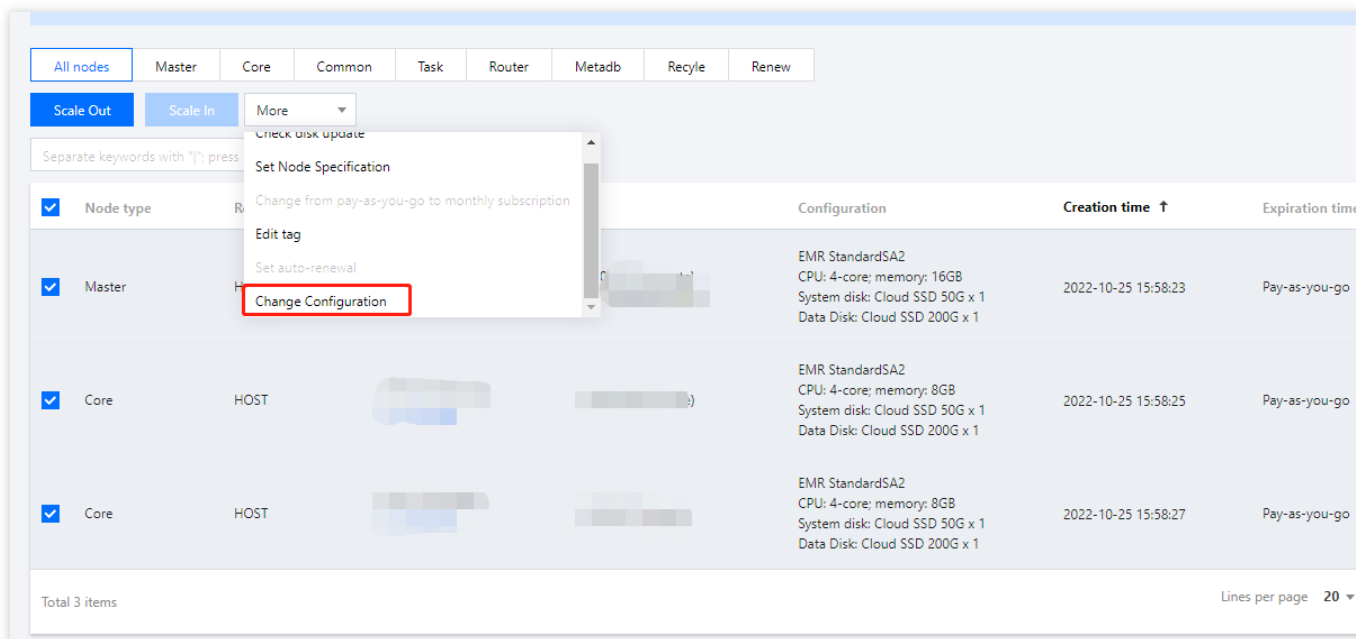 All nodes Master Core Common Task Router Metadb Recyle Renew
Scale Out Scale In More
Check disk update
Separate keywords with "|"; press
Set Node Specification
Change from pay-as-you-go to monthly subscription
Node type Configuration Creation time ↑ Expiration time
Edit tag
Set auto-renewal
Change Configuration
Master
EMR StandardSA2
CPU: 4-core; memory: 16GB
System disk: Cloud SSD 50G x 1
Data Disk: Cloud SSD 200G x 1
2022-10-25 15:58:23 Pay-as-you-go
Core HOST
EMR StandardSA2
CPU: 4-core; memory: 8GB
System disk: Cloud SSD 50G x 1
Data Disk: Cloud SSD 200G x 1
2022-10-25 15:58:25 Pay-as-you-go
Core HOST
EMR StandardSA2
CPU: 4-core; memory: 8GB
System disk: Cloud SSD 50G x 1
Data Disk: Cloud SSD 200G x 1
2022-10-25 15:58:27 Pay-as-you-go
Total 3 items Lines per page 20